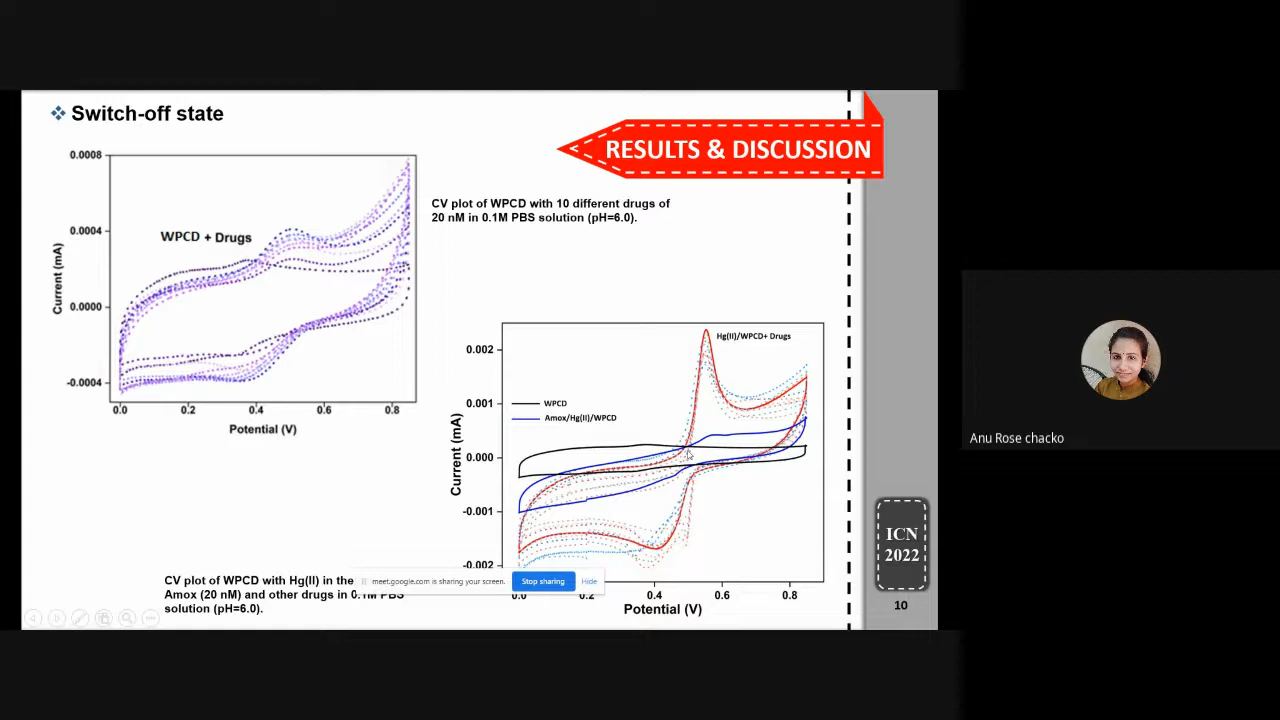 Switch-off state
RESULTS & DISCUSSION
0.0008
0.0004
0.0000
-0.0004
Current (mA)
WPCD + Drugs
0.0
0.2
0.4
0.6
0.8
Potential (V)
CV plot of WPCD with 10 different drugs of
20 nM in 0.1M PBS solution (pH=6.0).
0.002
0.001
0.000
-0.001
-0.002
Current (mA)
Hg(II)/WPCD+ Drugs
WPCD
Amox/Hg(II)/WPCD
0.0
0.2
0.4
0.6
0.8
Potential (V)
CV plot of WPCD with Hg(II) in the
Amox (20 nM) and other drugs in 0.1M PBS
solution (pH=6.0).
meet.google.com is sharing your screen.
Stop sharing
Hide
ICN
2022
10
Anu Rose chacko